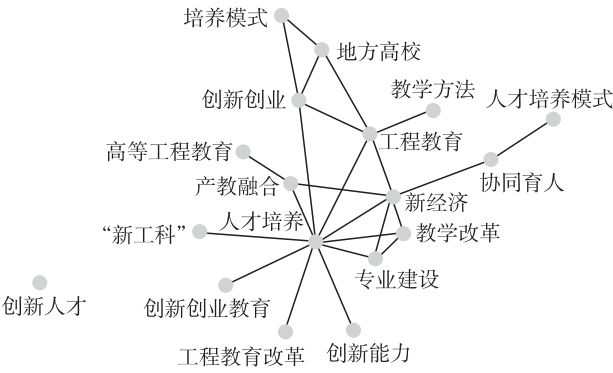 培养模式
地方高校
教学方法
人才培养模式
创新创业
工程教育
高等工程教育
协同育人
产教融合
新经济
人才培养
“新工科”
教学改革
专业建设
创新人才
创新创业教育
工程教育改革
创新能力